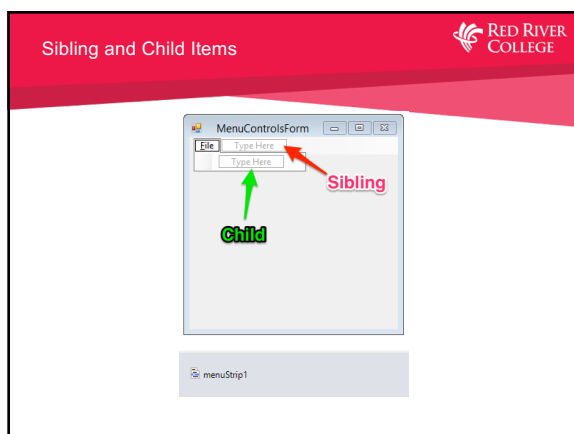 Sibling and Child Items
RED RIVER
COLLEGE
MenuControlsForm
File
Type Here
Type Here
Sibling
Child
menuStrip1